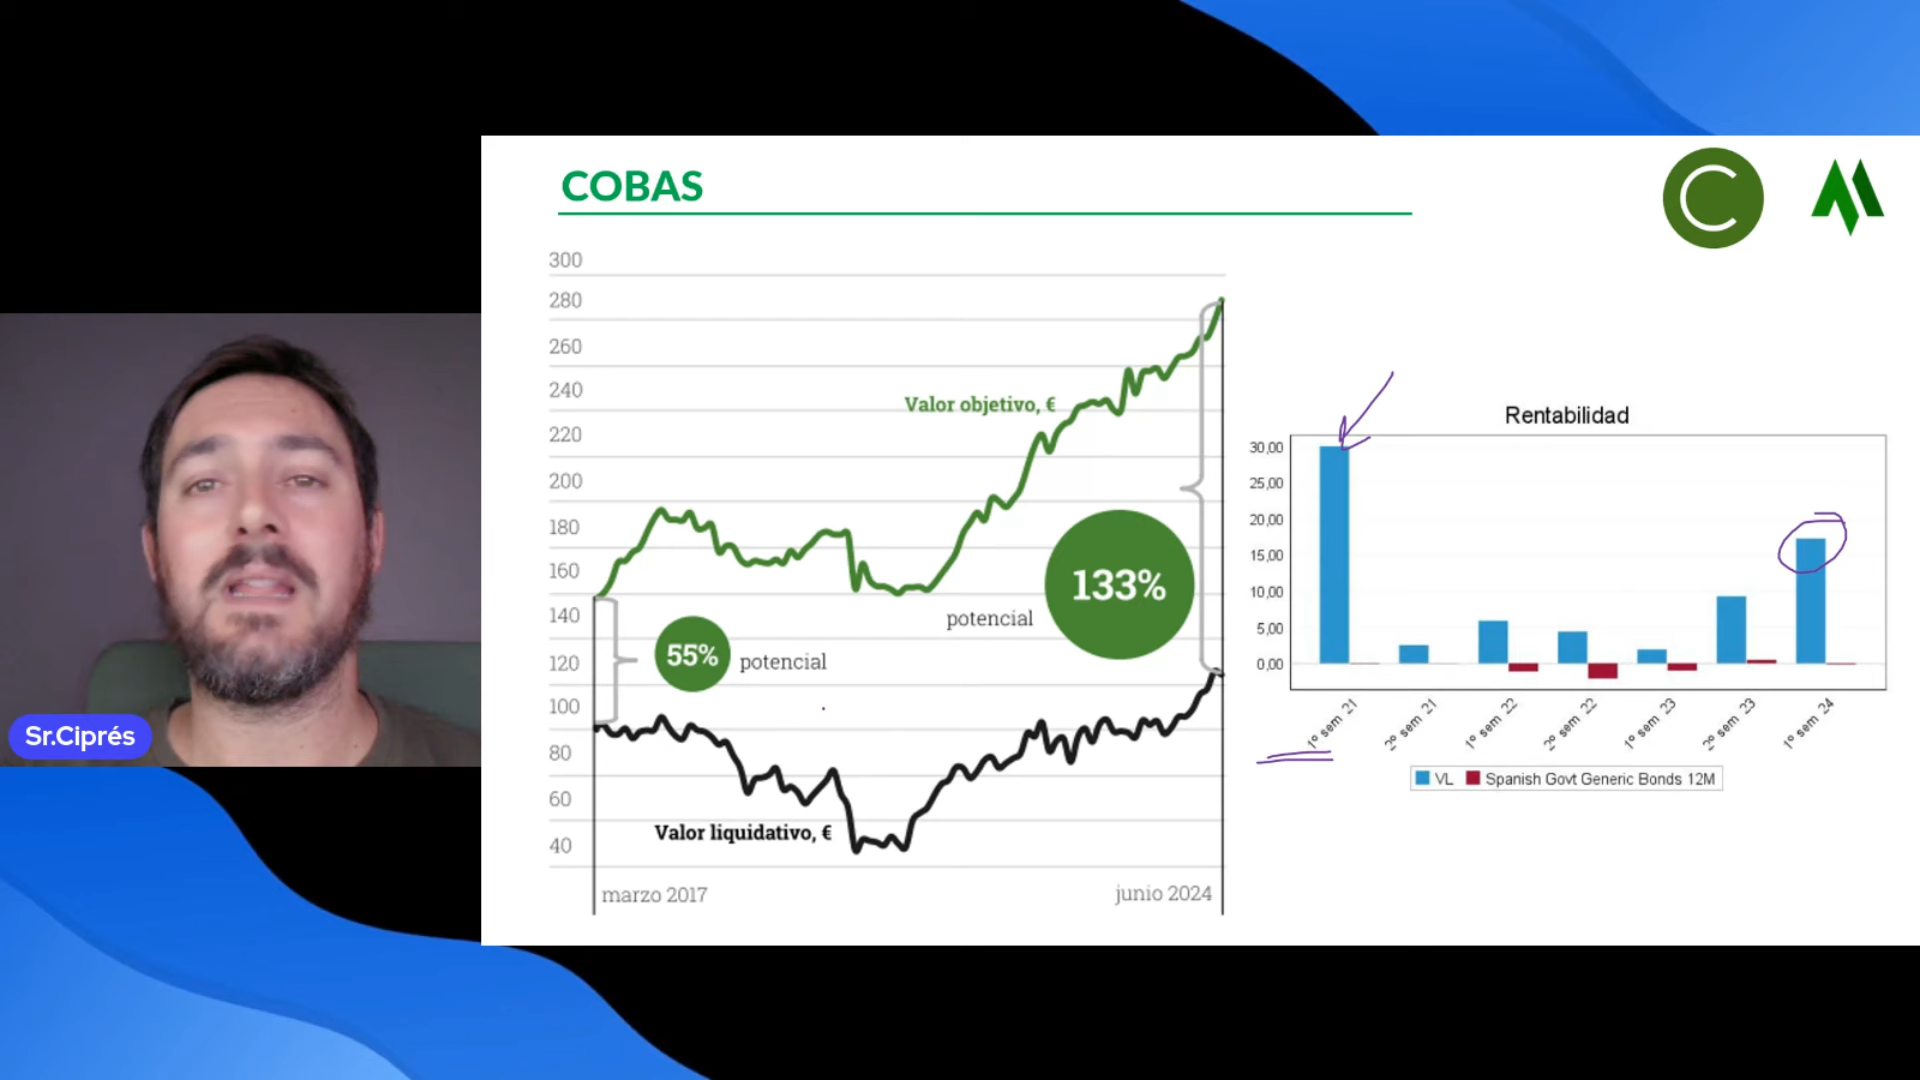 COBAS
C
300
280
260
240
220
200
180
160
140
120
100
80
60
40
Valor objetivo, €
133%
potencial
55%
potencial
Valor liquidativo, €
marzo 2017
junio 2024
Rentabilidad
30,00
25,00
20,00
15,00
10,00
5,00
0,00
1º sem 21
2º sem 21
1º sem 22
2º sem 22
1º sem 23
2º sem 23
1º sem 24
VL
Spanish Govt Generic Bonds 12M
Sr.Ciprés